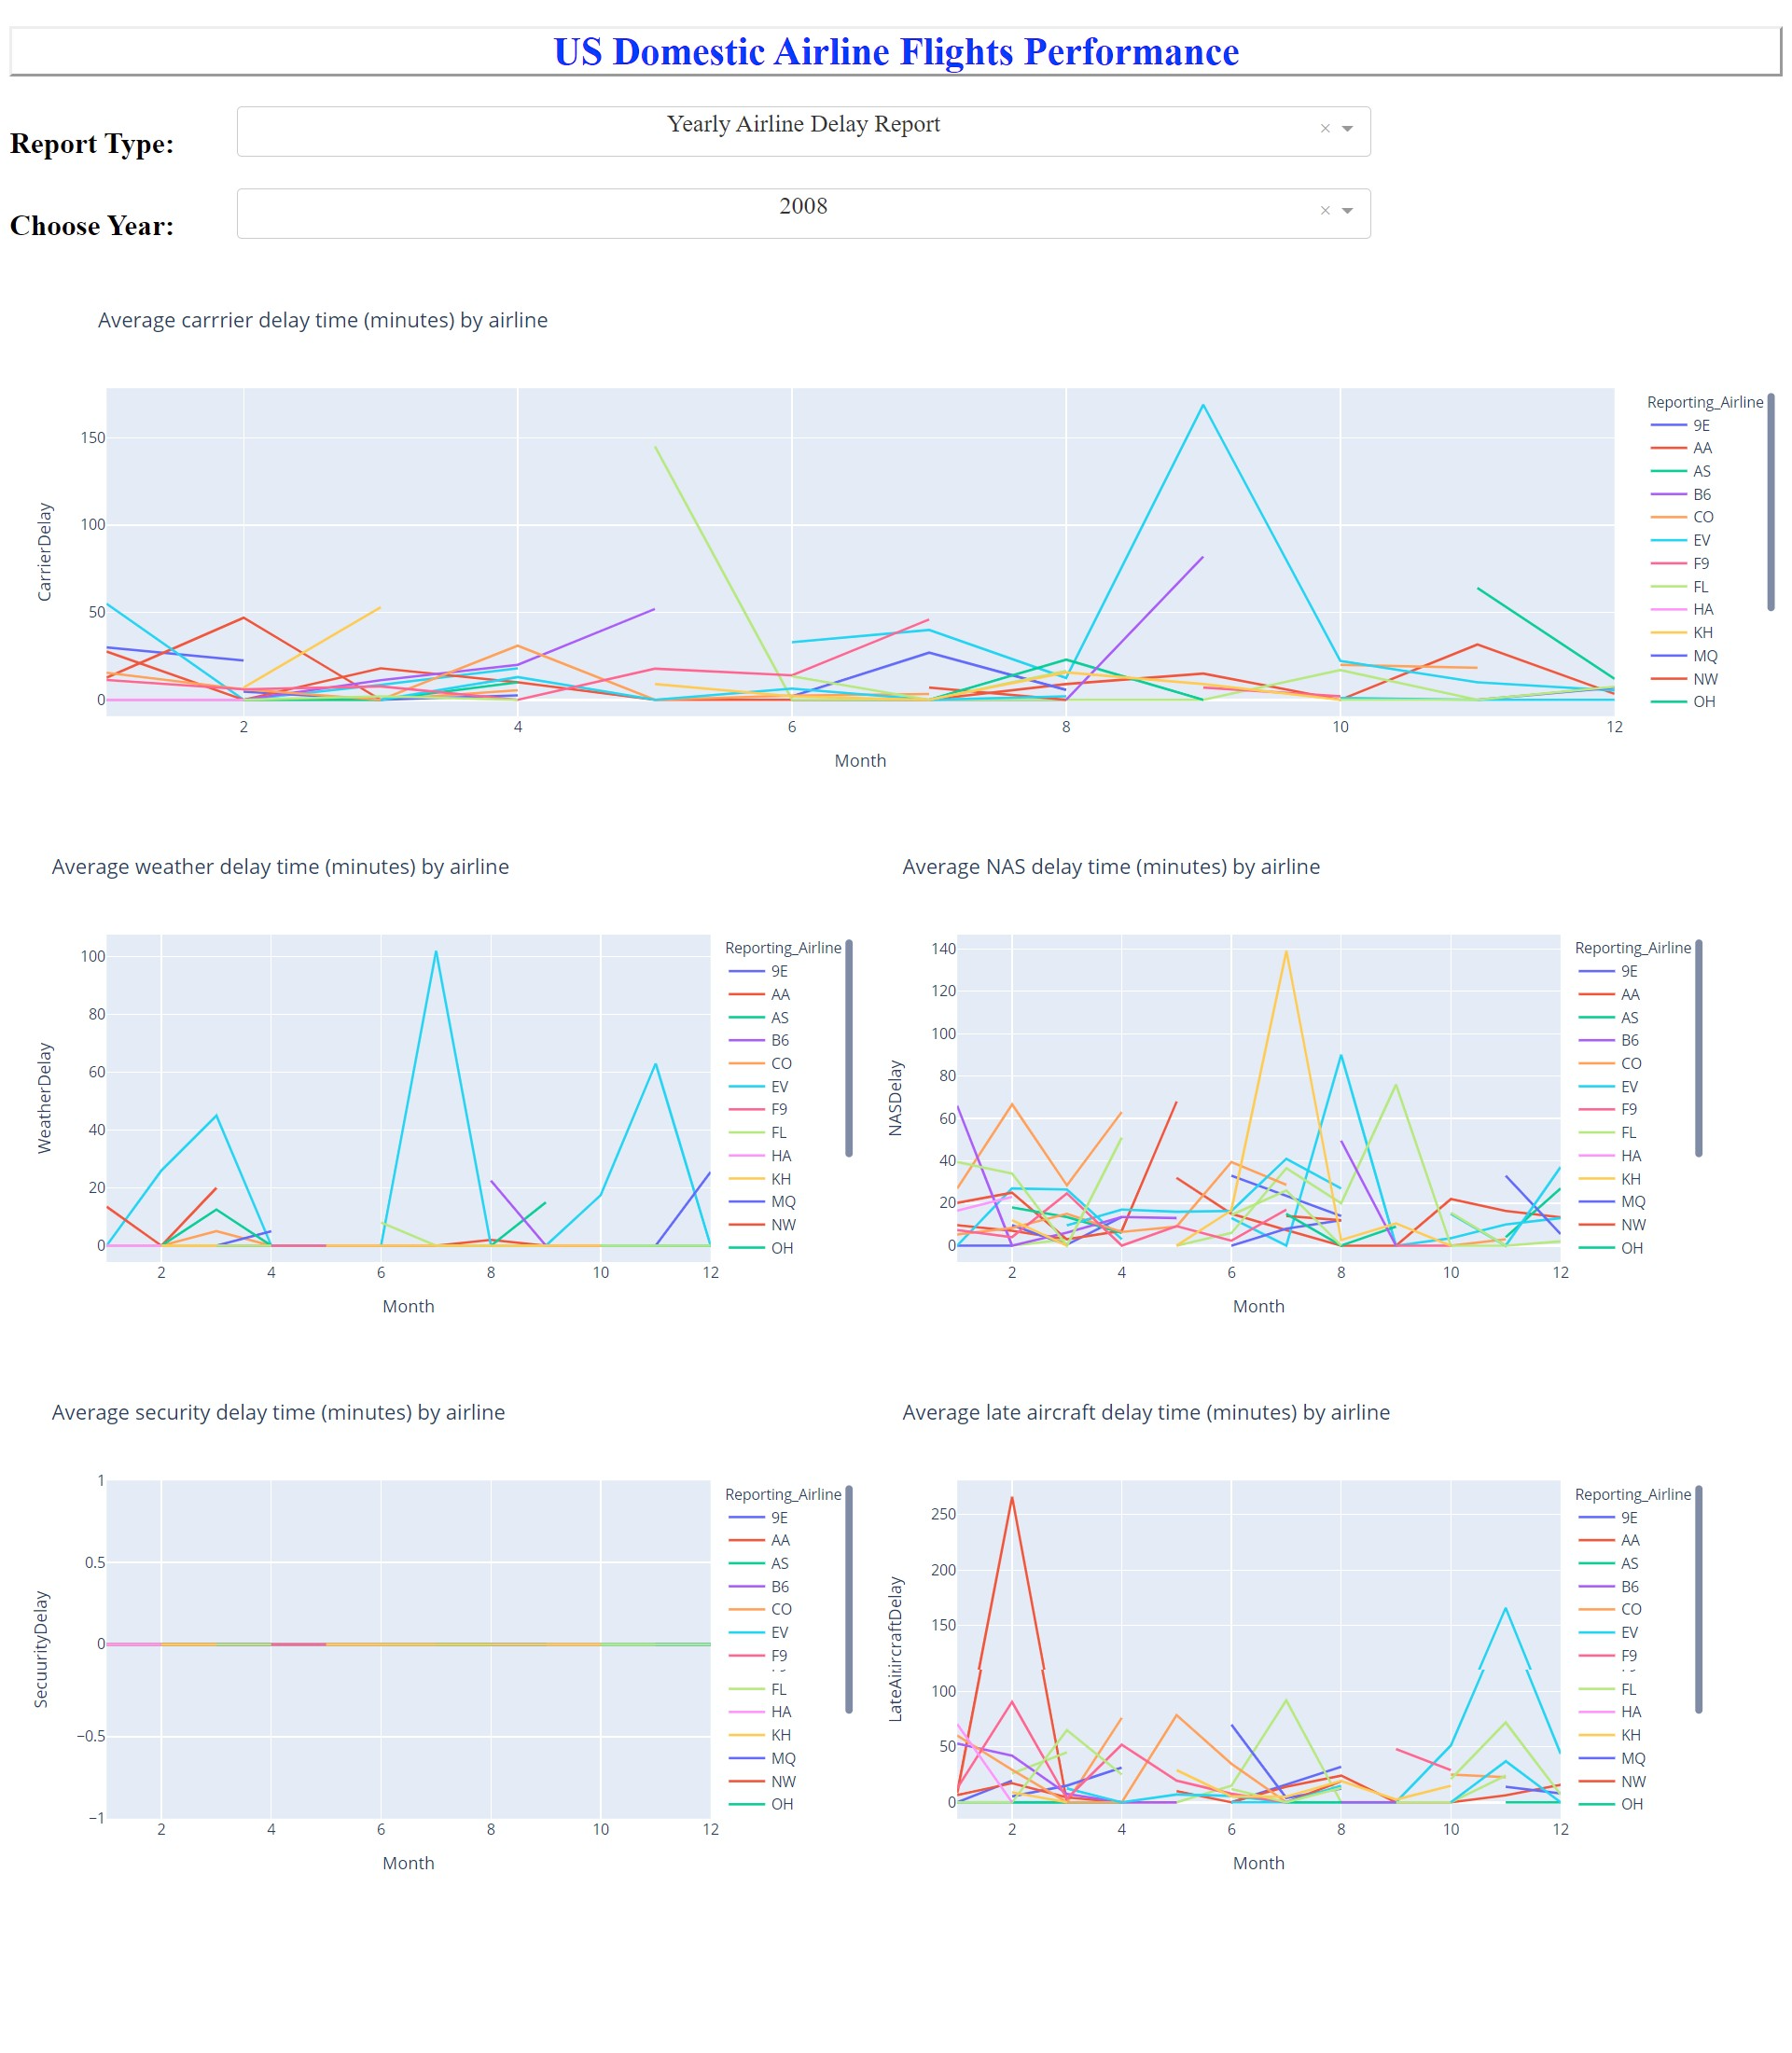 US Domestic Airline Flights Performance
Report Type:
Yearly Airline Delay Report
×
Choose Year:
2008
×
Average carrrier delay time (minutes) by airline
CarrierDelay
150
100
50
0
2 4 6 8 10 12
Month
Reporting_Airline
9E
AA
AS
B6
CO
EV
F9
FL
HA
KH
MQ
NW
OH
Average weather delay time (minutes) by airline
WeatherDelay
100
80
60
40
20
0
2 4 6 8 10 12
Month
Reporting_Airline
9E
AA
AS
B6
CO
EV
F9
FL
HA
KH
MQ
NW
OH
Average NAS delay time (minutes) by airline
NASDelay
140
120
100
80
60
40
20
0
2 4 6 8 10 12
Month
Reporting_Airline
9E
AA
AS
B6
CO
EV
F9
FL
HA
KH
MQ
NW
OH
Average security delay time (minutes) by airline
SecuurityDelay
1
0.5
0
−0.5
−1
2 4 6 8 10 12
Month
Reporting_Airline
9E
AA
AS
B6
CO
EV
F9
FL
HA
KH
MQ
NW
OH
Average late aircraft delay time (minutes) by airline
250
200
150
100
50
0
2 4 6 8 10 12
Month
Reporting_Airline
9E
AA
AS
B6
CO
EV
F9
FL
HA
KH
MQ
NW
OH